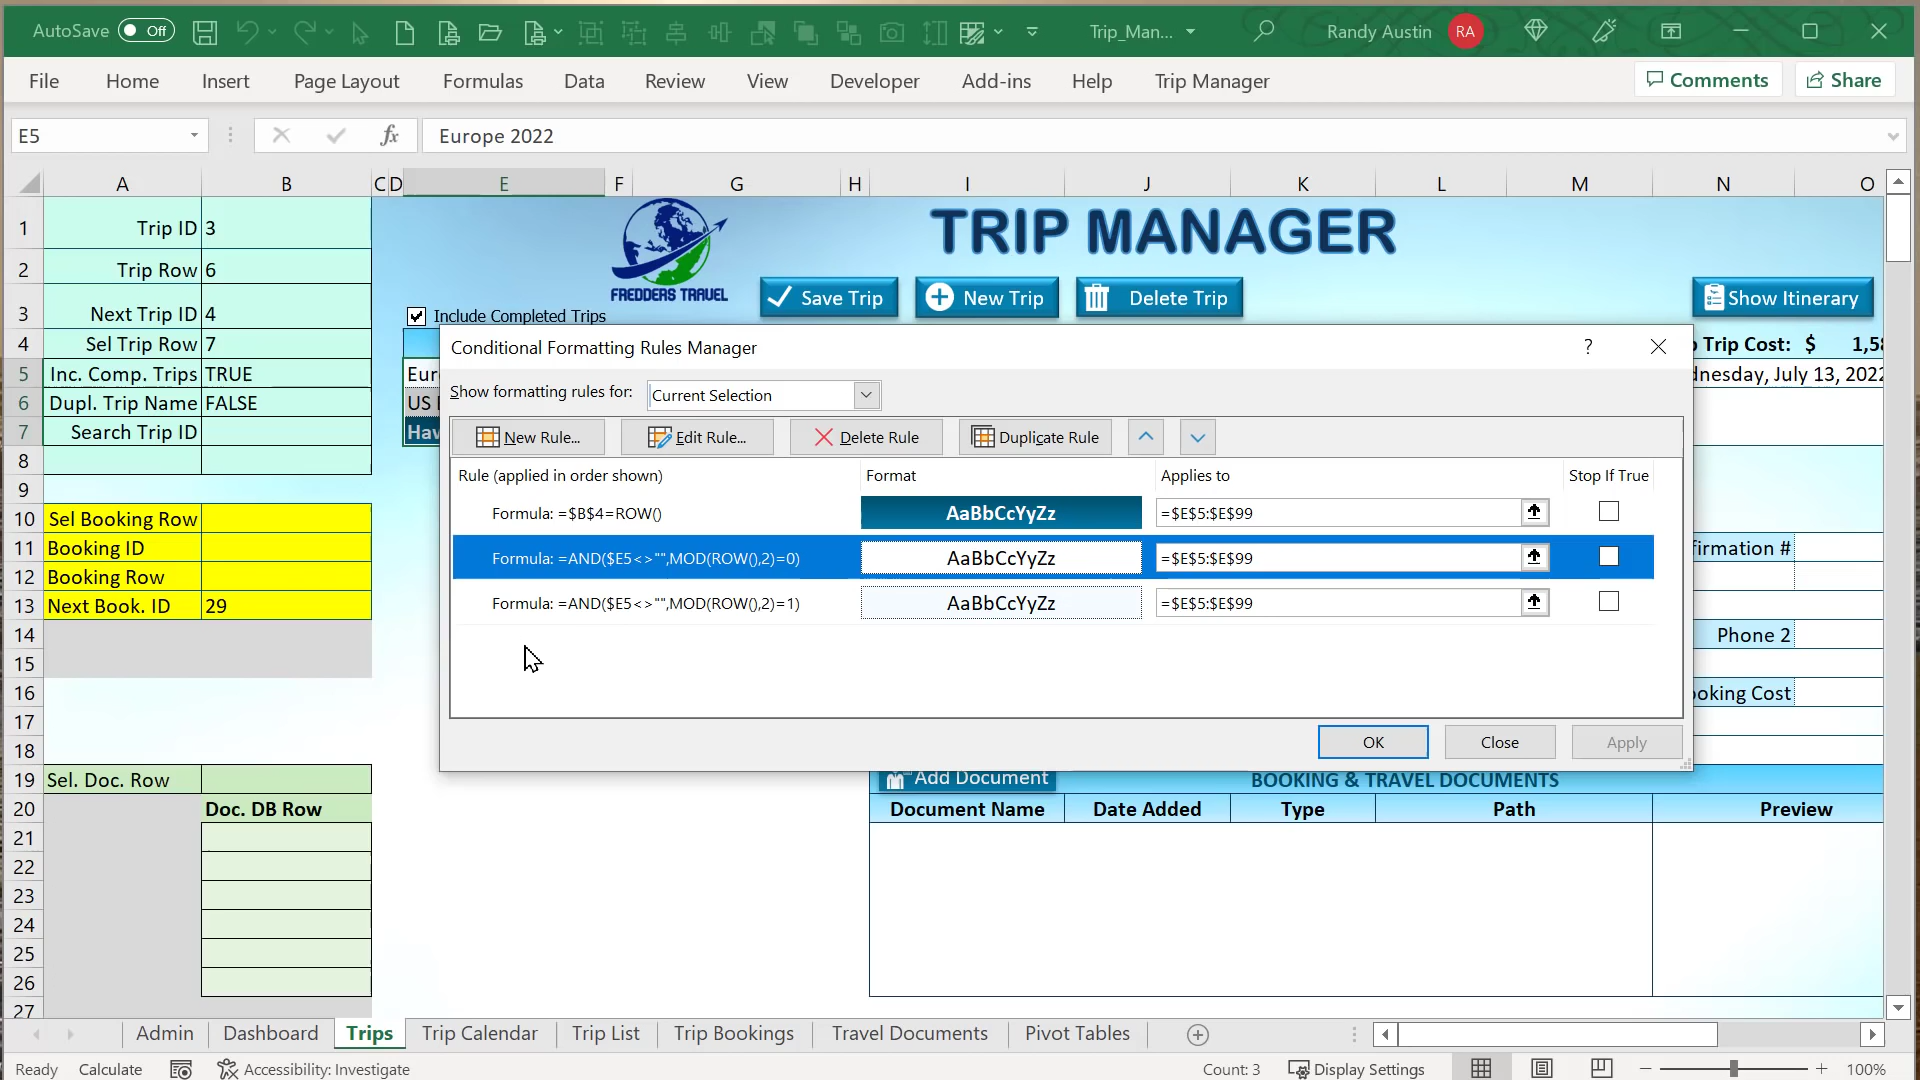 AutoSave Off Trip_Man... Randy Austin RA
File Home Insert Page Layout Formulas Data Review View Developer Add-ins Help Trip Manager Comments Share
E5 fx Europe 2022
A B C D E F G H I J K L M N O
1 Trip ID 3
TRIP MANAGER
FREDDERS TRAVEL
2 Trip Row 6
Save Trip New Trip Delete Trip Show Itinerary
3 Next Trip ID 4
Include Completed Trips
4 Sel Trip Row 7
Trip Cost: $ 1,58
5 Inc. Comp. Trips TRUE
Eur
dnesday, July 13, 2022
6 Dupl. Trip Name FALSE
US
7 Search Trip ID
Hav
8
9
10 Sel Booking Row
11 Booking ID
firmation #
12 Booking Row
13 Next Book. ID 29
14
Phone 2
15
16
ooking Cost
17
18
Conditional Formatting Rules Manager ?
Show formatting rules for: Current Selection
New Rule... Edit Rule... Delete Rule Duplicate Rule
Rule (applied in order shown) Format Applies to Stop If True
Formula: =$B$4=ROW() AaBbCcYyZz =$E$5:$E$99
Formula: =AND($E5<>"",MOD(ROW(),2)=0) AaBbCcYyZz =$E$5:$E$99
Formula: =AND($E5<>"",MOD(ROW(),2)=1) AaBbCcYyZz =$E$5:$E$99
OK Close Apply
19 Sel. Doc. Row
Add Document BOOKING & TRAVEL DOCUMENTS
20 Doc. DB Row
Document Name Date Added Type Path Preview
21
22
23
24
25
26
27
Admin Dashboard Trips Trip Calendar Trip List Trip Bookings Travel Documents Pivot Tables
Ready Calculate Accessibility: Investigate Count: 3 Display Settings 100%